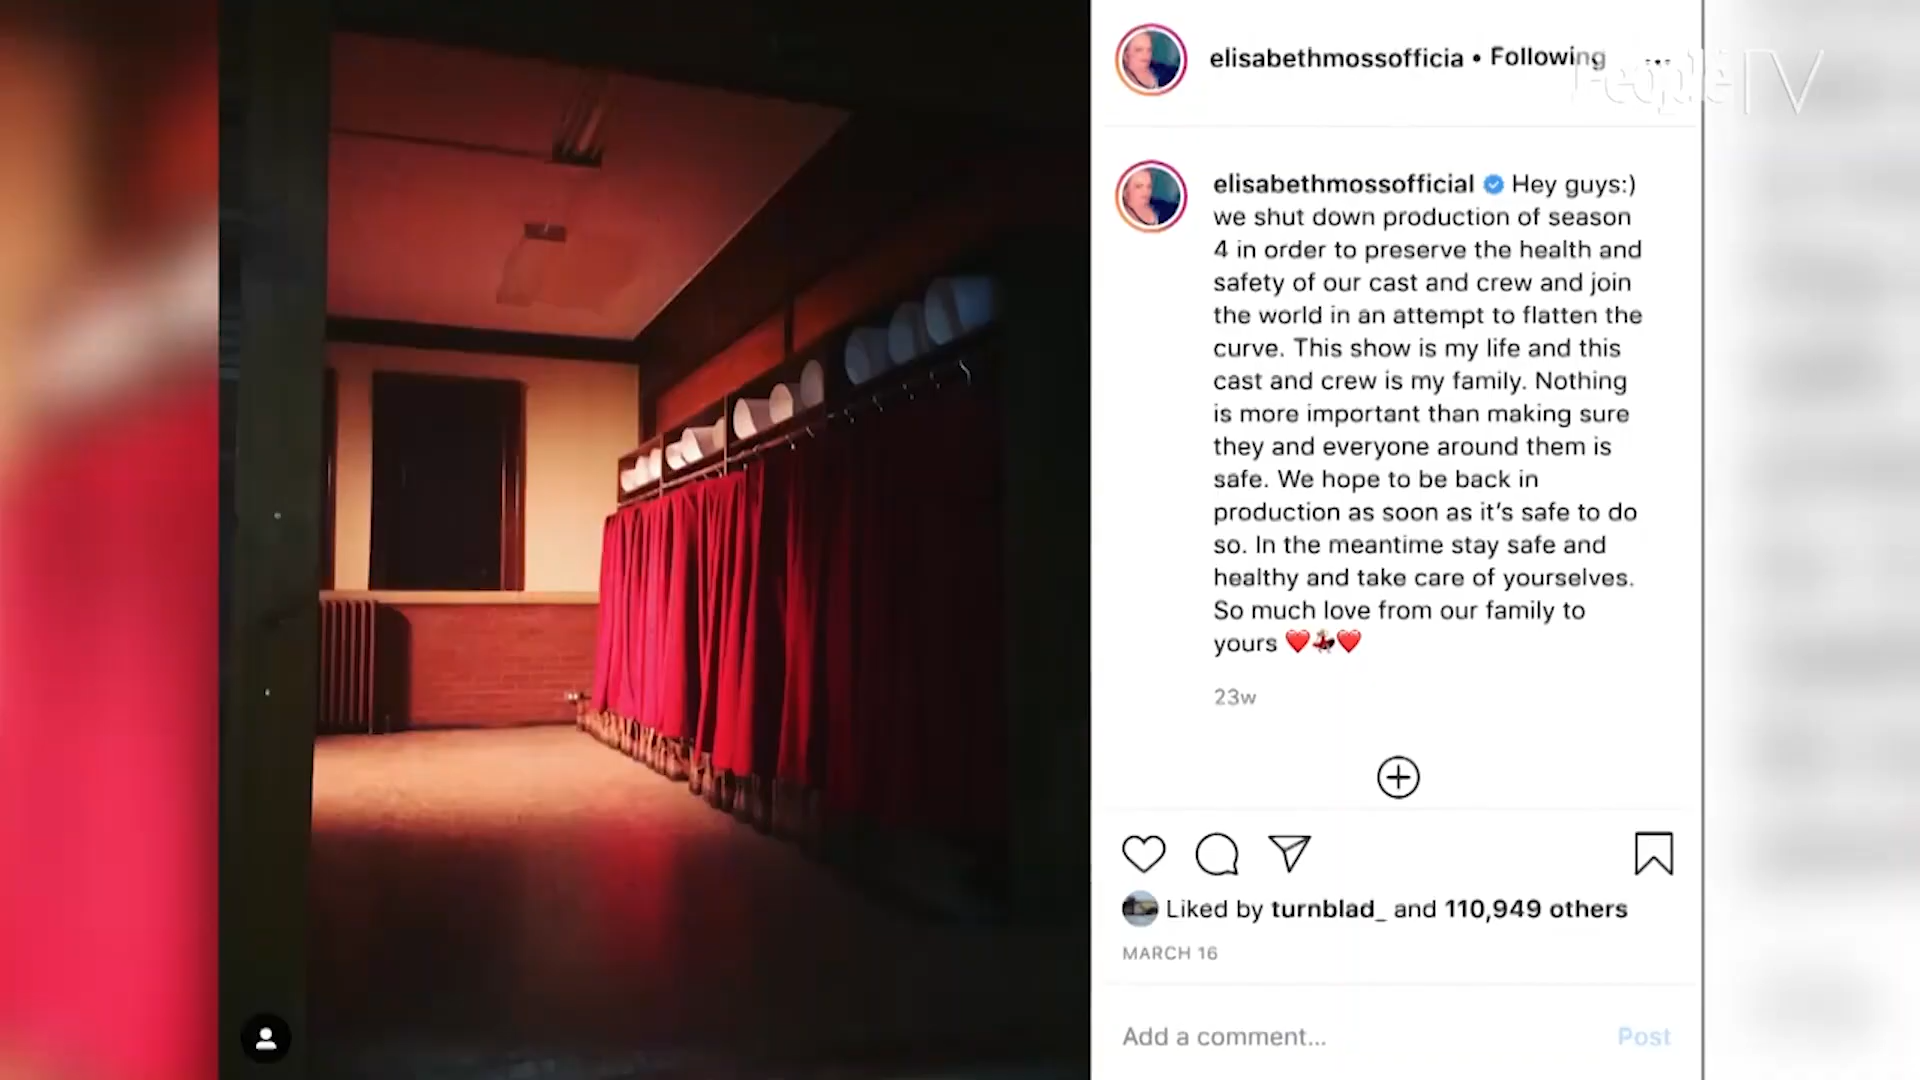 elisabethmossofficia • Following ...
PeopleTV
elisabethmossofficial Hey guys:)
we shut down production of season
4 in order to preserve the health and
safety of our cast and crew and join
the world in an attempt to flatten the
curve. This show is my life and this
cast and crew is my family. Nothing
is more important than making sure
they and everyone around them is
safe. We hope to be back in
production as soon as it's safe to do
so. In the meantime stay safe and
healthy and take care of yourselves.
So much love from our family to
yours ❤️💃❤️
23w
Liked by turnblad_ and 110,949 others
MARCH 16
Add a comment... Post